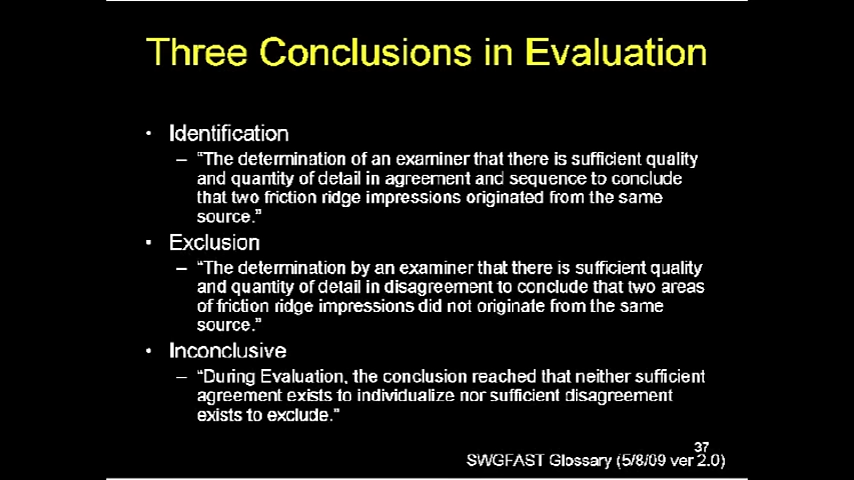 Three Conclusions in Evaluation
• Identification
– “The determination of an examiner that there is sufficient quality
and quantity of detail in agreement and sequence to conclude
that two friction ridge impressions originated from the same
source.”
• Exclusion
– “The determination by an examiner that there is sufficient quality
and quantity of detail in disagreement to conclude that two areas
of friction ridge impressions did not originate from the same
source.”
• Inconclusive
– “During Evaluation, the conclusion reached that neither sufficient
agreement exists to individualize nor sufficient disagreement
exists to exclude.”
37
SWGFAST Glossary (5/8/09 ver 2.0)